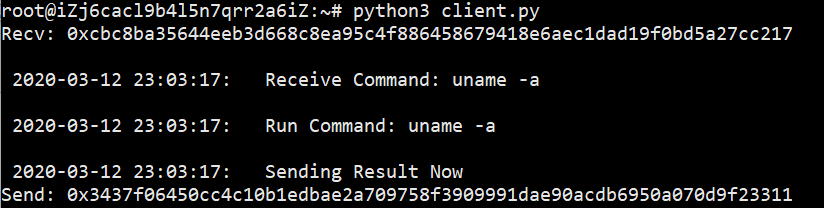 root@iZj6cacl9b4l5n7qrr2a6iZ:~# python3 client.py
Recv: 0xcbc8ba35644eeb3d668c8ea95c4f886458679418e6aec1dad19f0bd5a27cc217
2020-03-12 23:03:17:   Receive Command: uname -a
2020-03-12 23:03:17:   Run Command: uname -a
2020-03-12 23:03:17:   Sending Result Now
Send: 0x3437f06450cc4c10b1edbae2a709758f3909991dae90acdb6950a070d9f23311